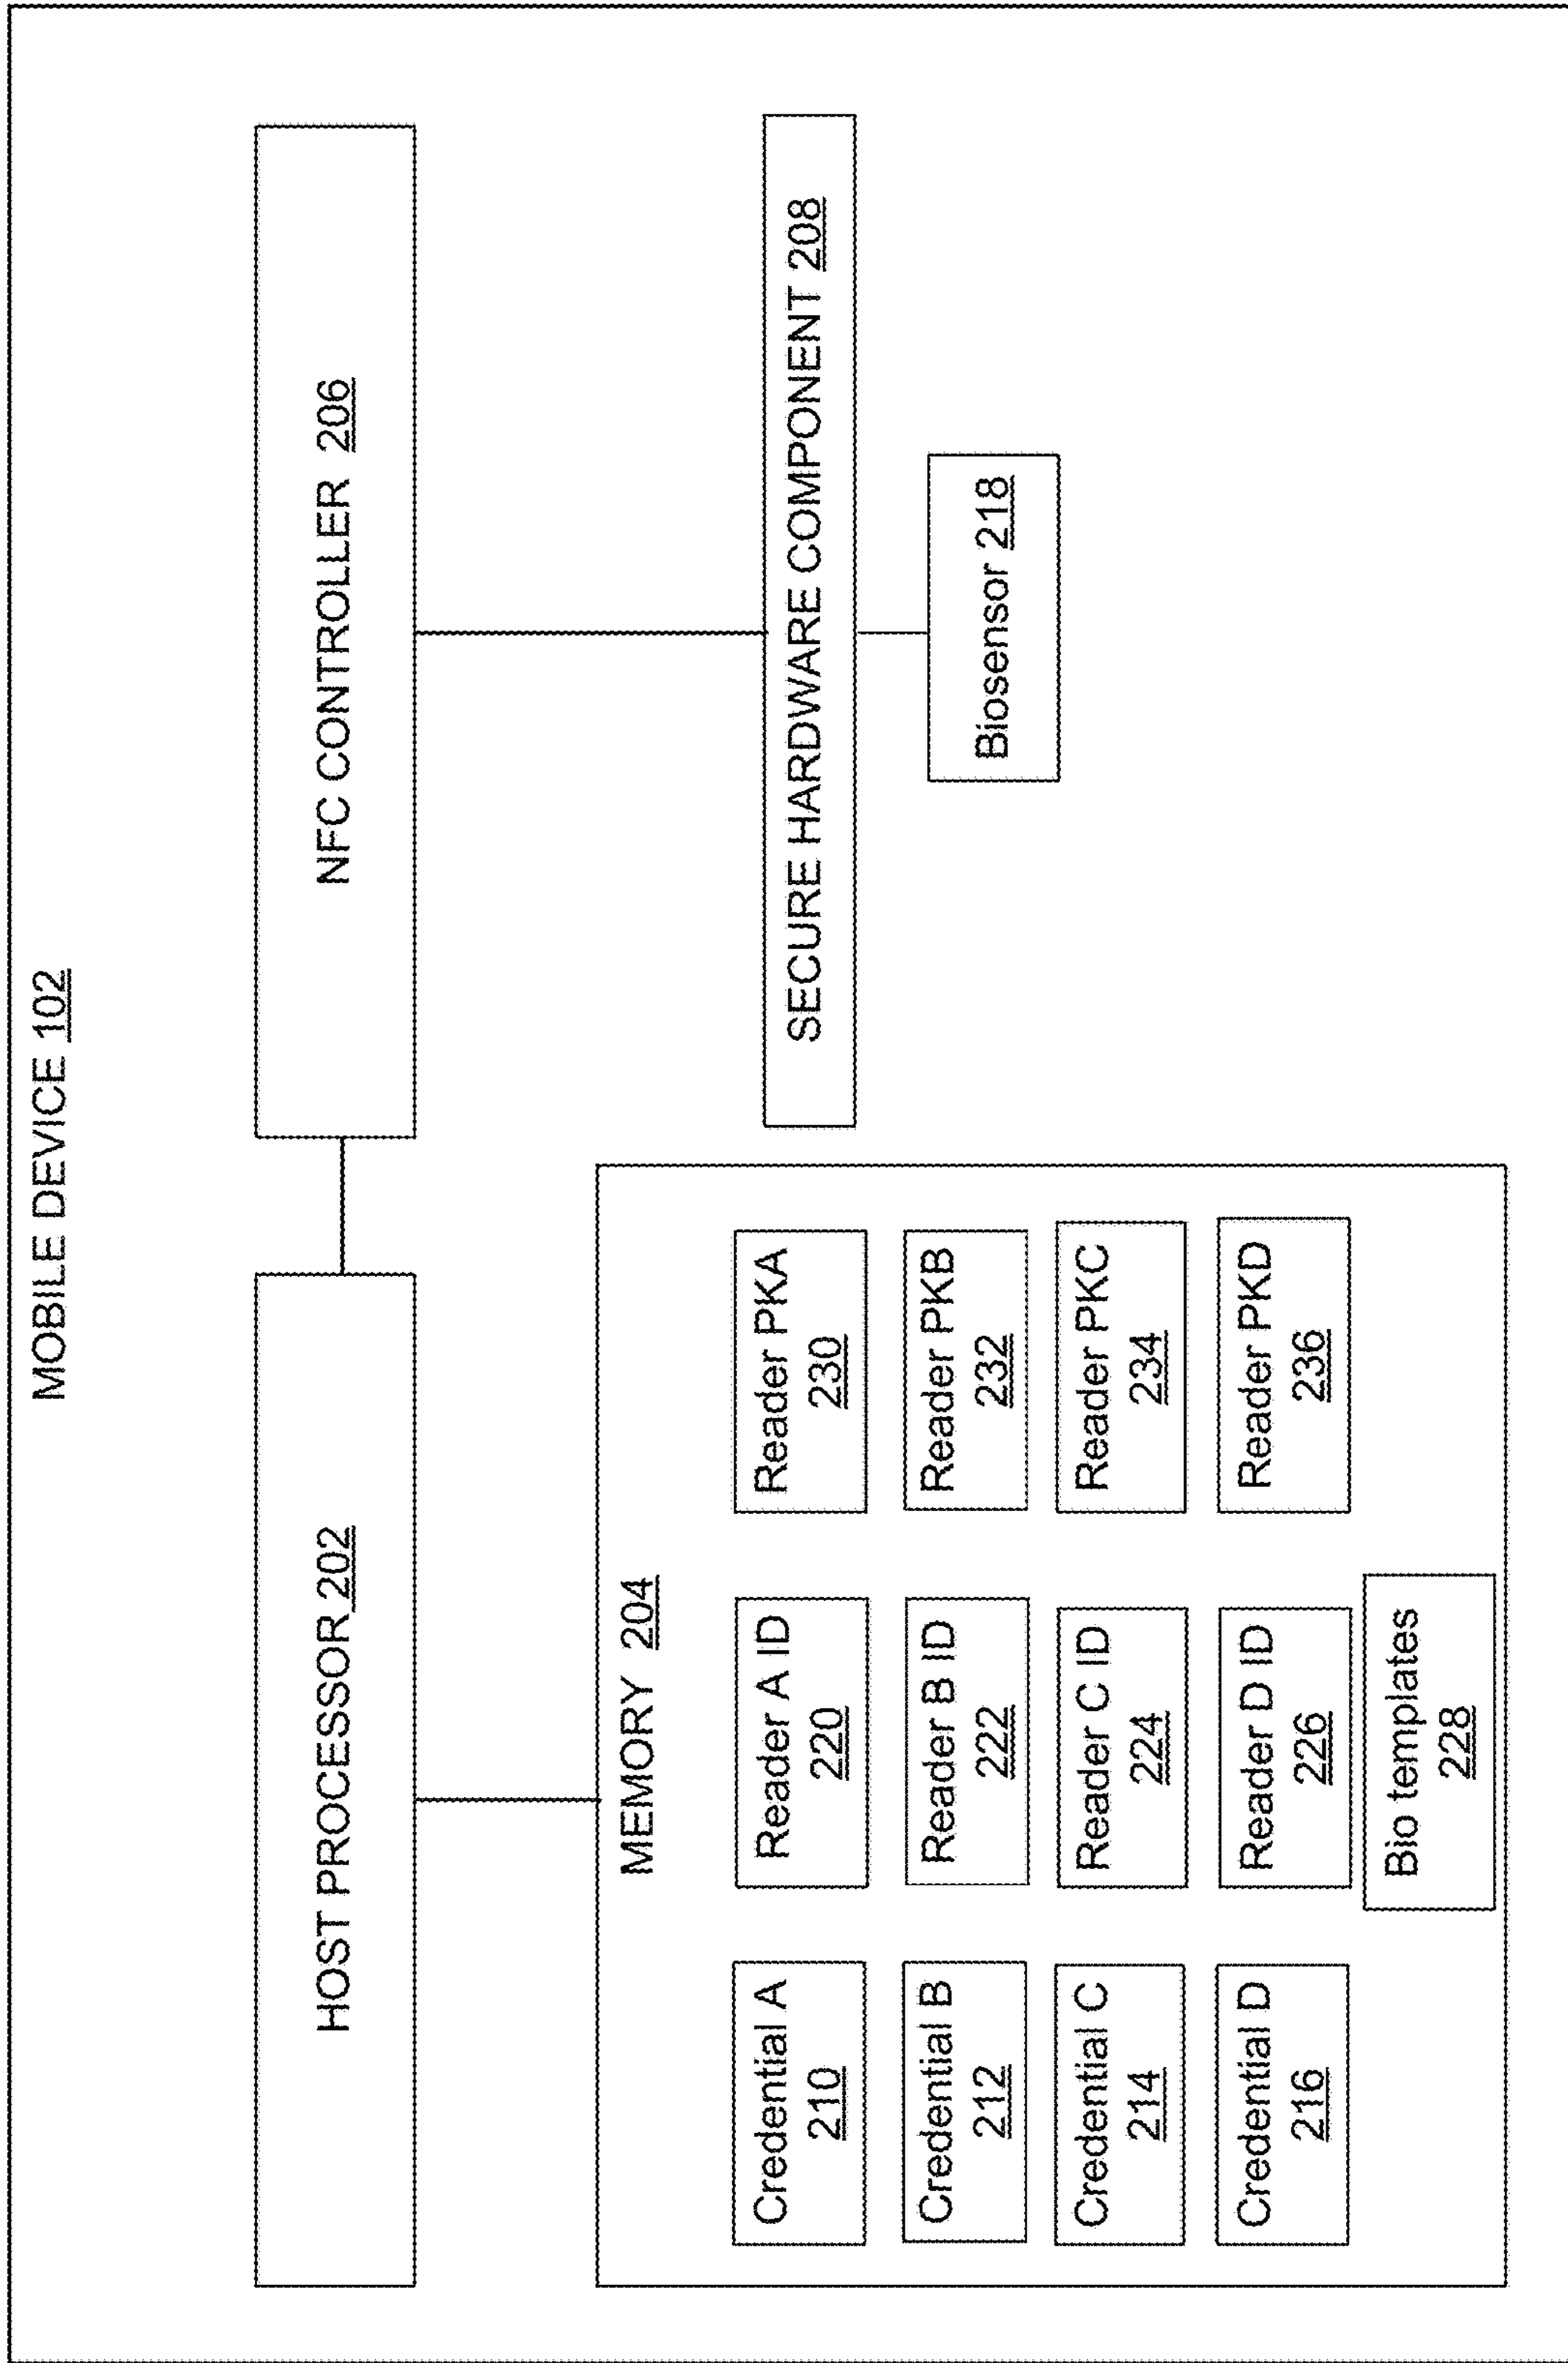 MOBILE DEVICE 102
HOST PROCESSOR 202
NFC CONTROLLER 206
MEMORY 204
Credential A
210
Reader A ID
220
Reader PKA
230
Credential B
212
Reader B ID
222
Reader PKB
232
Credential C
214
Reader C ID
224
Reader PKC
234
Credential D
216
Reader D ID
226
Reader PKD
236
Bio templates
228
SECURE HARDWARE COMPONENT 208
Biosensor 218